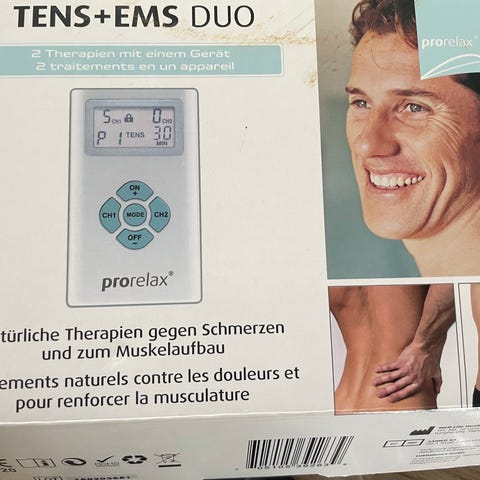 TENS+EMS DUO
prorelax®
2 Therapien mit einem Gerät
2 traitements en un appareil
5 CH1 0 CH2
P 1 TENS 30
MIN
ON
+
CH1 MODE CH2
OFF
–
prorelax®
türliche Therapien gegen Schmerzen
und zum Muskelaufbau
ements naturels contre les douleurs et
pour renforcer la musculature